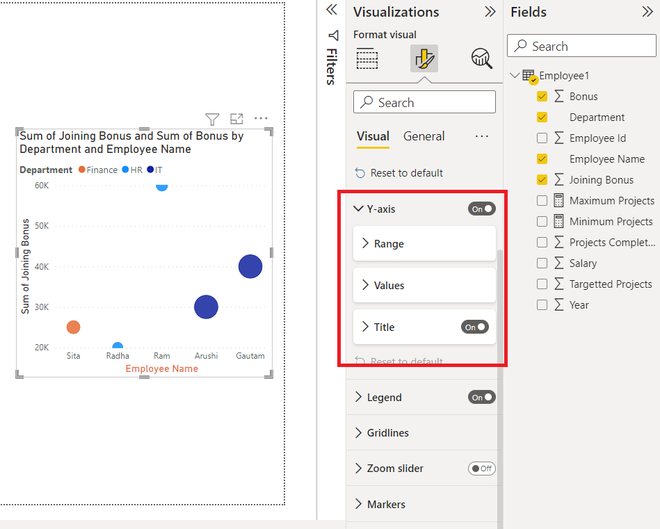 Sum of Joining Bonus and Sum of Bonus by
Department and Employee Name
Department Finance HR IT
60K
50K
40K
30K
20K
Sum of Joining Bonus
Sita Radha Ram Arushi Gautam
Employee Name
Filters
Visualizations
Format visual
Search
Visual General
Reset to default
Y-axis On
Range
Values
Title On
Reset to default
Legend On
Gridlines
Zoom slider Off
Markers
Fields
Search
Employee1
Bonus
Department
Employee Id
Employee Name
Joining Bonus
Maximum Projects
Minimum Projects
Projects Complet...
Salary
Targetted Projects
Year